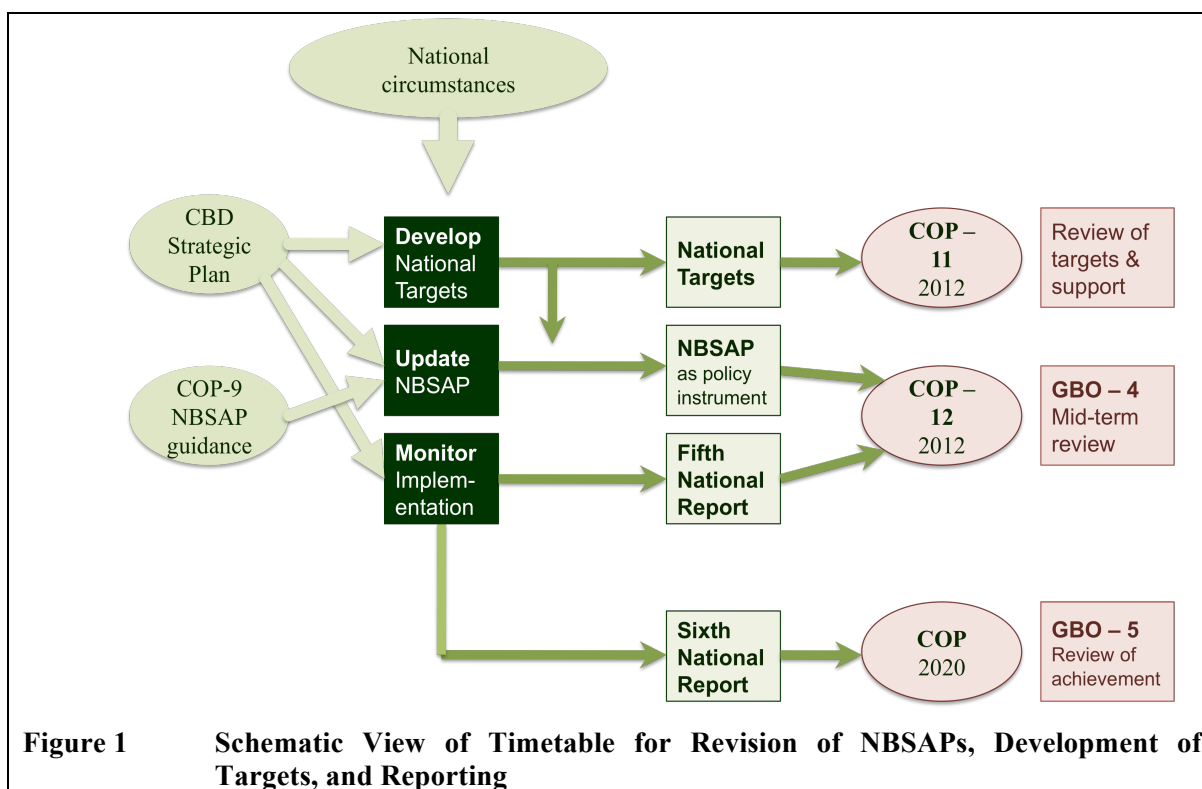 National
circumstances
CBD
Strategic
Plan
Develop
National
Targets
National
Targets
COP –
11
2012
Review of
targets &
support
COP-9
NBSAP
guidance
Update
NBSAP
NBSAP
as policy
instrument
COP –
12
2012
GBO – 4
Mid-term
review
Monitor
Implem-
entation
Fifth
National
Report
Sixth
National
Report
COP
2020
GBO – 5
Review of
achievement
Figure 1 Schematic View of Timetable for Revision of NBSAPs, Development of
Targets, and Reporting